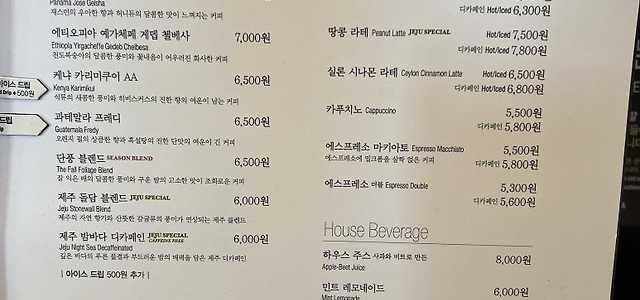 Panama Jose Geisha
재스민의 우아한 향과 허니듀의 달콤한 맛이 느껴지는 커피
에티오피아 예가체페 게뎁 첼베사 7,000원
Ethiopia Yirgacheffe Gedeb Chelbesa
천도복숭아의 달콤한 풍미와 꽃내음이 어우러진 화사한 커피
아이스 드립
Drip + 500원
케냐 카리미쿠이 AA 6,500원
Kenya Karimikui
석류의 새콤한 풍미와 히비스커스의 진한 향의 여운이 남는 커피
드립
과테말라 프레디 6,500원
Guatemala Fredy
오렌지 필의 상큼한 향과 흑설탕의 진한 단맛의 여운이 긴 커피
단풍 블렌드 SEASON BLEND 6,500원
The Fall Foliage Blend
잘 익은 배의 달콤한 풍미와 구운 밤의 고소한 맛이 조화로운 커피
제주 돌담 블렌드 JEJU SPECIAL 6,000원
Jeju Stonewall Blend
제주의 자연 향기와 산뜻한 감귤류의 풍미가 연상되는 제주 블렌드
제주 밤바다 디카페인 JEJU SPECIAL CAFFEINE FREE 6,000원
Jeju Night Sea Decaffeinated
깊은 바다의 푸른 물결과 부드러운 밤의 매력을 담은 제주 디카페인
| 아이스 드립 500원 추가 |
디카페인 Hot/Iced 6,300원
땅콩 라테 Peanut Latte JEJU SPECIAL Hot/Iced 7,500원
디카페인 Hot/Iced 7,800원
실론 시나몬 라테 Ceylon Cinnamon Latte Hot/Iced 6,500원
디카페인 Hot/Iced 6,800원
카푸치노 Cappuccino 5,500원
디카페인 5,800원
에스프레소 마키아토 Espresso Macchiato 5,500원
에스프레소에 밀크폼을 살짝 얹은 커피 디카페인 5,800원
에스프레소 더블 Espresso Double 5,300원
디카페인 5,600원
House Beverage
하우스 주스 사과와 비트로 만든 8,000원
Apple-Beet Juice
민트 레모네이드 6,000원
Mint Lemonade